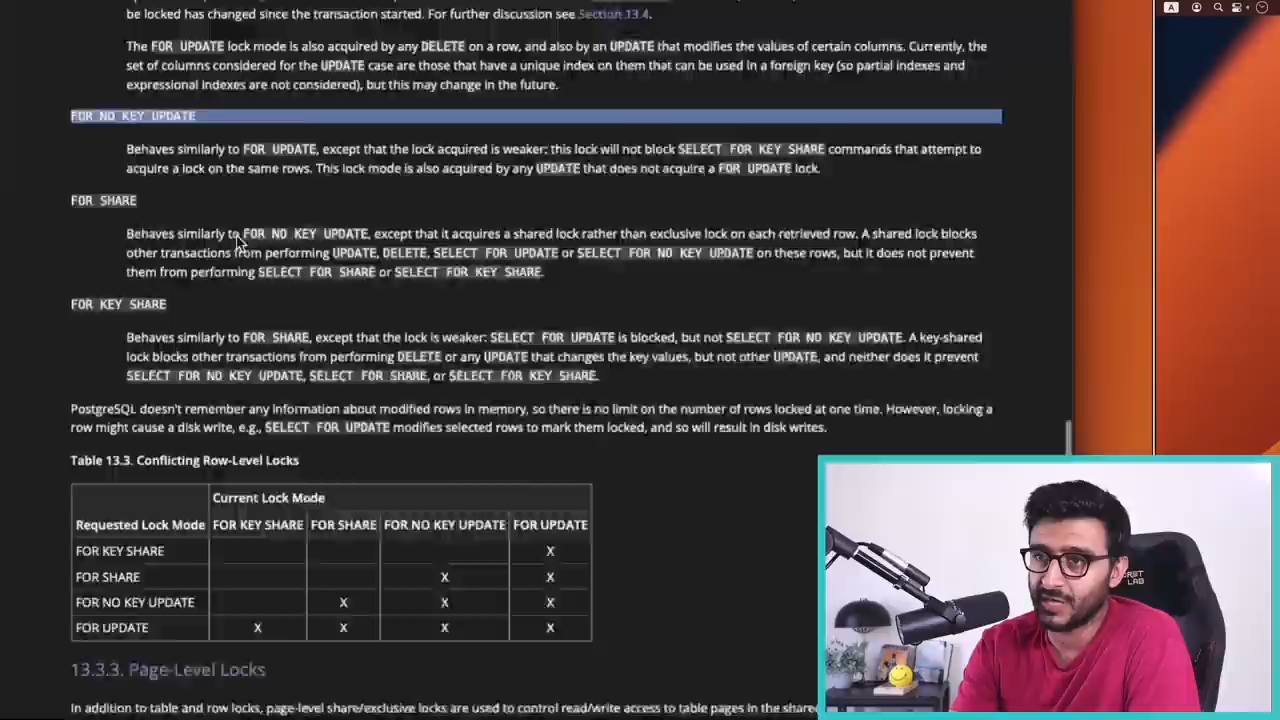 be locked has changed since the transaction started. For further discussion see Section 13.4.
The FOR UPDATE lock mode is also acquired by any DELETE on a row, and also by an UPDATE that modifies the values of certain columns. Currently, the
set of columns considered for the UPDATE case are those that have a unique index on them that can be used in a foreign key (so partial indexes and
expressional indexes are not considered), but this may change in the future.
FOR NO KEY UPDATE
Behaves similarly to FOR UPDATE, except that the lock acquired is weaker: this lock will not block SELECT FOR KEY SHARE commands that attempt to
acquire a lock on the same rows. This lock mode is also acquired by any UPDATE that does not acquire a FOR UPDATE lock.
FOR SHARE
Behaves similarly to FOR NO KEY UPDATE, except that it acquires a shared lock rather than exclusive lock on each retrieved row. A shared lock blocks
other transactions from performing UPDATE, DELETE, SELECT FOR UPDATE or SELECT FOR NO KEY UPDATE on these rows, but it does not prevent
them from performing SELECT FOR SHARE or SELECT FOR KEY SHARE.
FOR KEY SHARE
Behaves similarly to FOR SHARE, except that the lock is weaker: SELECT FOR UPDATE is blocked, but not SELECT FOR NO KEY UPDATE. A key-shared
lock blocks other transactions from performing DELETE or any UPDATE that changes the key values, but not other UPDATE, and neither does it prevent
SELECT FOR NO KEY UPDATE, SELECT FOR SHARE, or SELECT FOR KEY SHARE.
PostgreSQL doesn't remember any information about modified rows in memory, so there is no limit on the number of rows locked at one time. However, locking a
row might cause a disk write, e.g., SELECT FOR UPDATE modifies selected rows to mark them locked, and so will result in disk writes.
Table 13.3. Conflicting Row-Level Locks
Current Lock Mode
Requested Lock Mode FOR KEY SHARE FOR SHARE FOR NO KEY UPDATE FOR UPDATE
FOR KEY SHARE X
FOR SHARE X X
FOR NO KEY UPDATE X X X
FOR UPDATE X X X X
13.3.3. Page-Level Locks
In addition to table and row locks, page-level share/exclusive locks are used to control read/write access to table pages in the shared
A
LAB